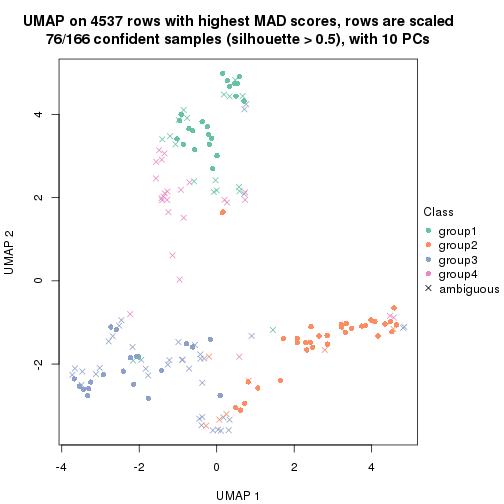 UMAP on 4537 rows with highest MAD scores, rows are scaled
76/166 confident samples (silhouette > 0.5), with 10 PCs
4
2
0
-2
UMAP 2
-4
-2
0
2
4
UMAP 1
Class
group1
group2
group3
group4
ambiguous